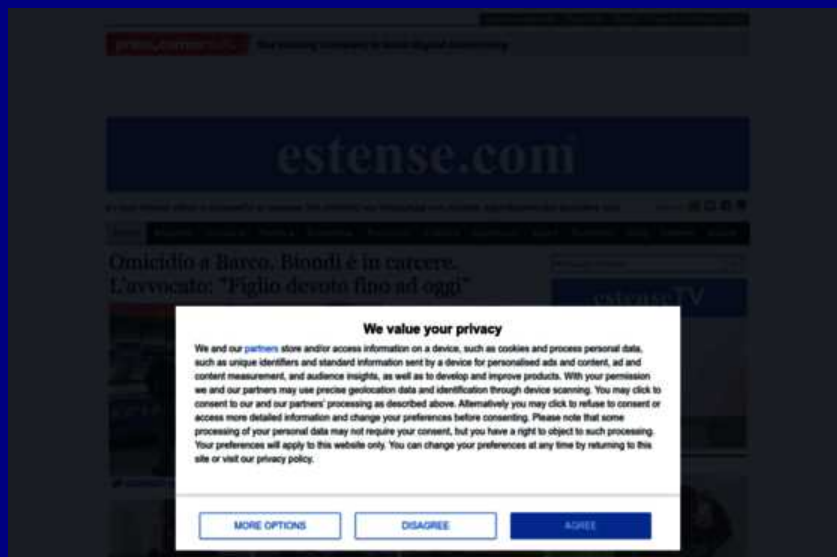 estense.com
Omicidio a Barco. Biondi è in carcere.
L'avvocato: "Figlio devoto fino ad oggi"
estenseTV
We value your privacy
We and our partners store and/or access information on a device, such as cookies and process personal data,
such as unique identifiers and standard information sent by a device for personalised ads and content, ad and
content measurement, and audience insights, as well as to develop and improve products. With your permission
we and our partners may use precise geolocation data and identification through device scanning. You may click to
consent to our and our partners' processing as described above. Alternatively you may click to refuse to consent or
access more detailed information and change your preferences before consenting. Please note that some
processing of your personal data may not require your consent, but you have a right to object to such processing.
Your preferences will apply to this website only. You can change your preferences at any time by returning to this
site or visit our privacy policy.
MORE OPTIONS
DISAGREE
AGREE